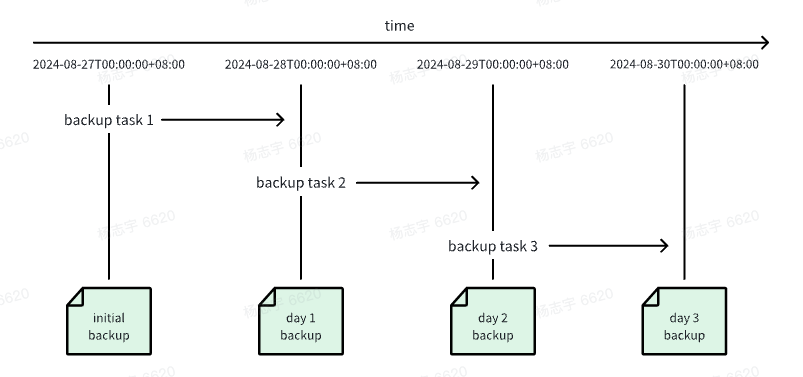 time
2024-08-27T00:00:00+08:00
2024-08-28T00:00:00+08:00
2024-08-29T00:00:00+08:00
2024-08-30T00:00:00+08:00
backup task 1
backup task 2
backup task 3
initial
backup
day 1
backup
day 2
backup
day 3
backup
杨志宇 6620